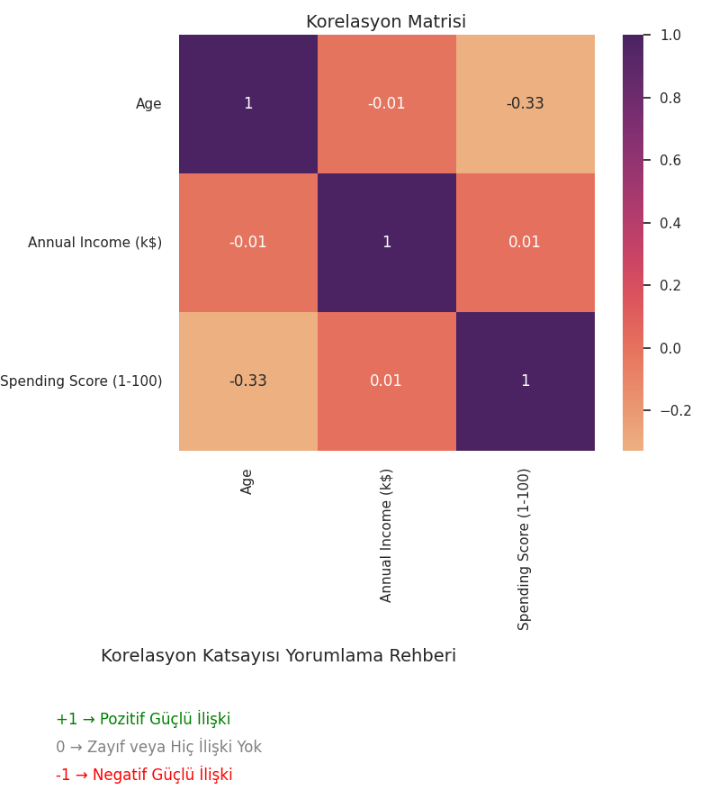 Korelasyon Matrisi
1.0
0.8
0.6
0.4
0.2
0.0
−0.2
Age
1
-0.01
-0.33
Annual Income (k$)
-0.01
1
0.01
Spending Score (1-100)
-0.33
0.01
1
Age
Annual Income (k$)
Spending Score (1-100)
Korelasyon Katsayısı Yorumlama Rehberi
+1 → Pozitif Güçlü İlişki
0 → Zayıf veya Hiç İlişki Yok
-1 → Negatif Güçlü İlişki